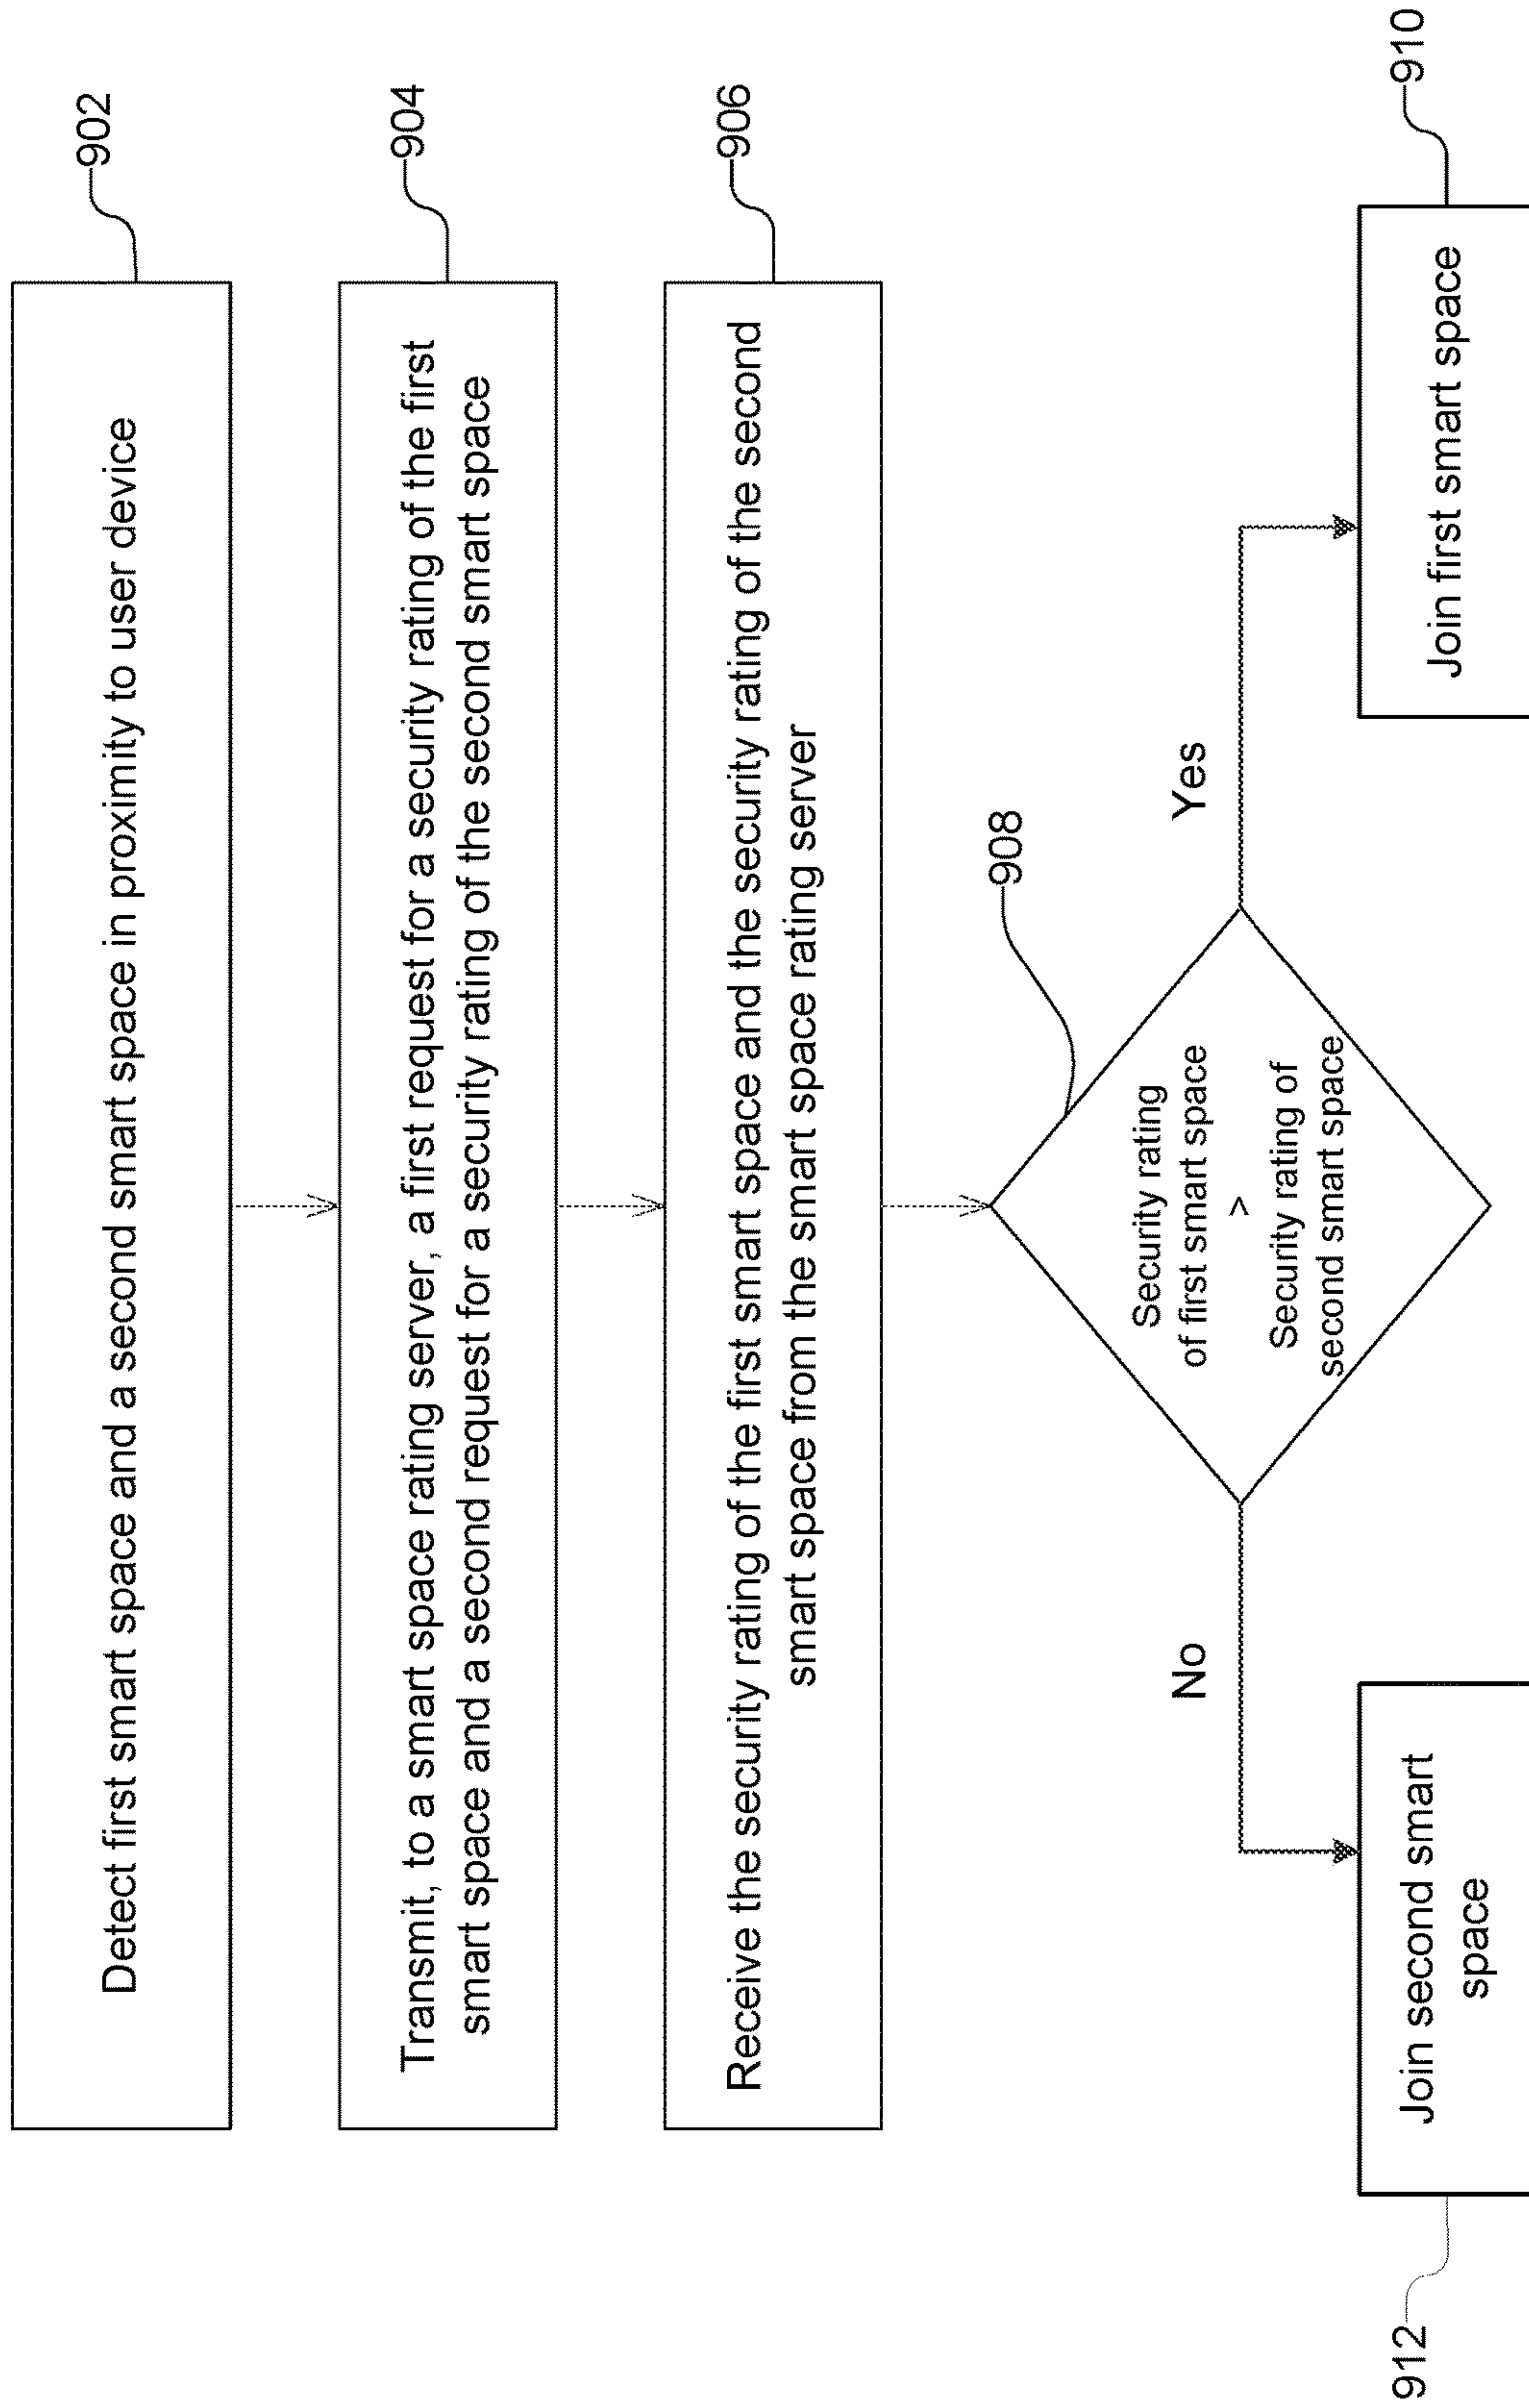 Detect first smart space and a second smart space in proximity to user device
902
Transmit, to a smart space rating server, a first request for a security rating of the first
smart space and a second request for a security rating of the second smart space
904
Receive the security rating of the first smart space and the security rating of the second
smart space from the smart space rating server
906
908
Security rating
of first smart space
>
Security rating of
second smart space
No
Yes
Join second smart
space
912
Join first smart space
910